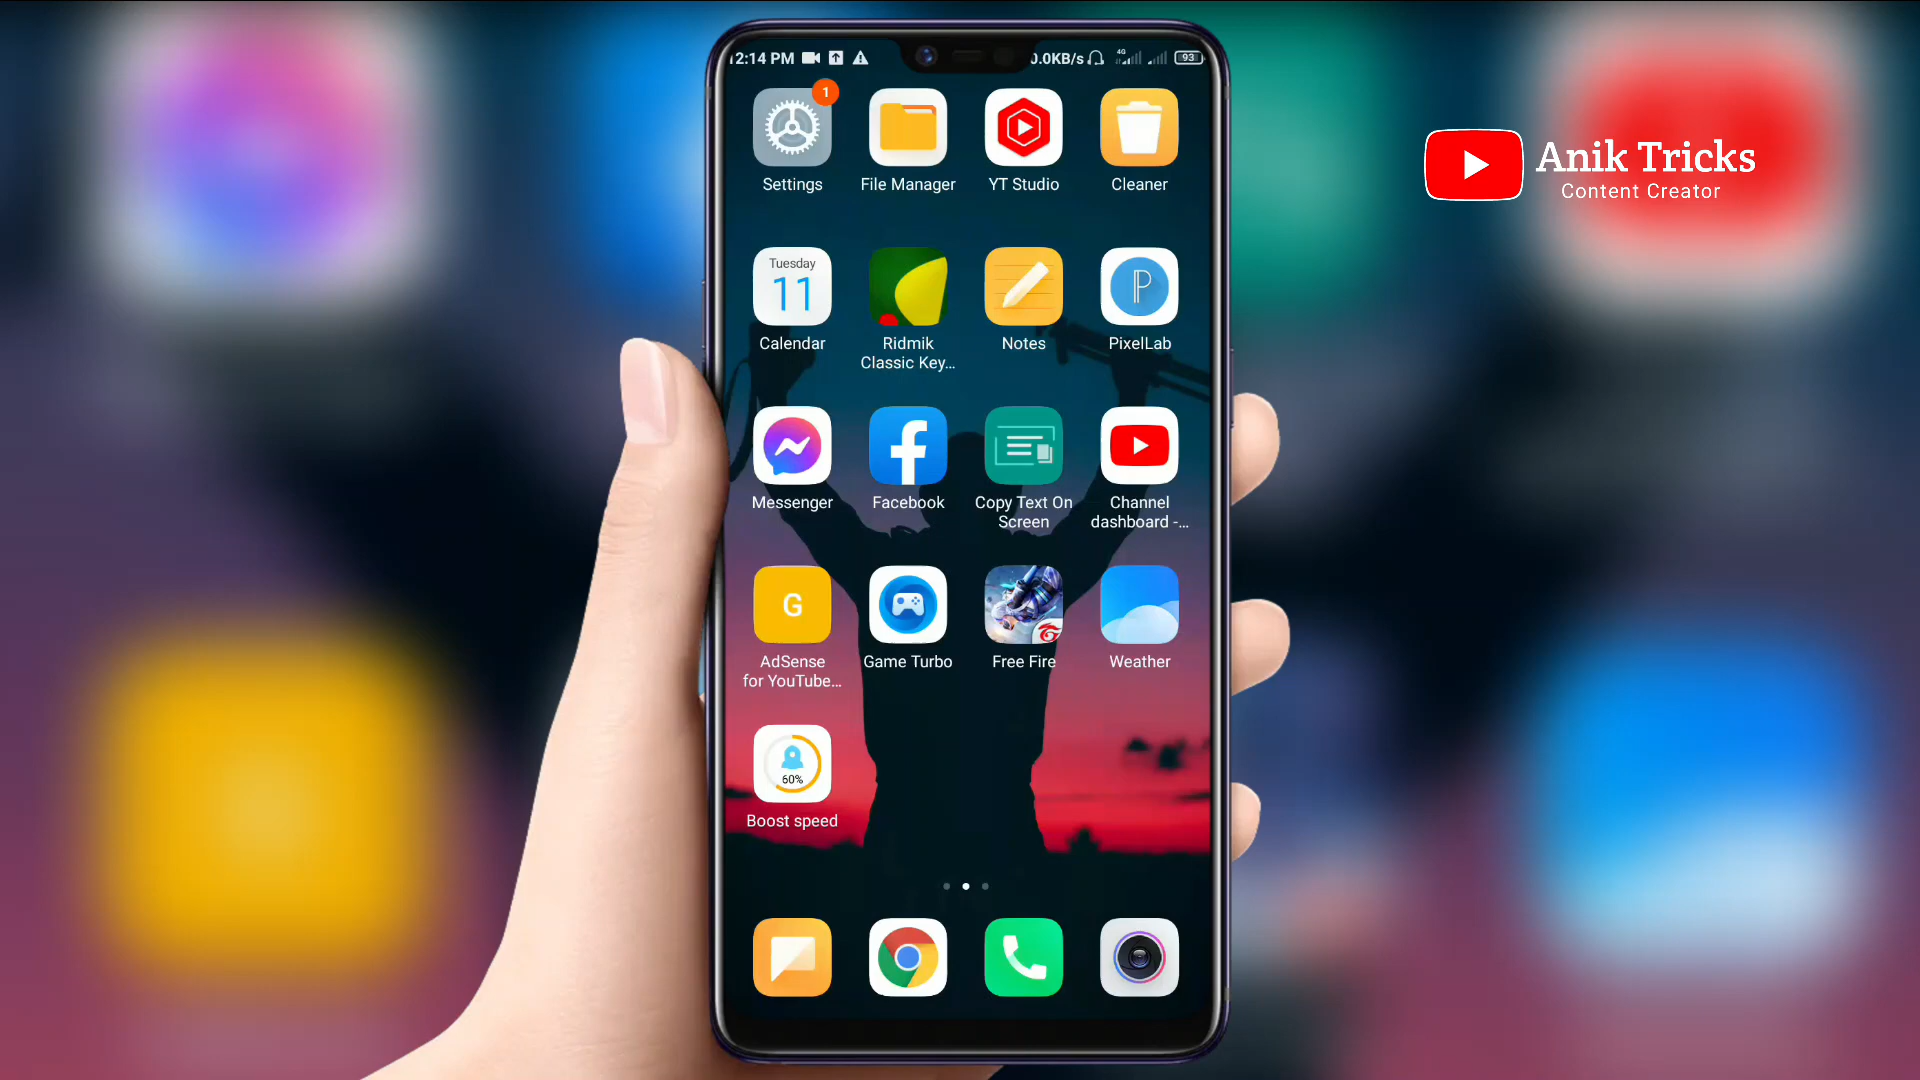 12:14 PM
0.0KB/s
4G
93
1
Settings
File Manager
YT Studio
Cleaner
Tuesday
11
Calendar
Ridmik
Classic Key...
Notes
P
PixelLab
Messenger
Facebook
Copy Text On
Screen
Channel
dashboard -...
G
AdSense
for YouTube...
Game Turbo
Free Fire
Weather
60%
Boost speed
Anik Tricks
Content Creator